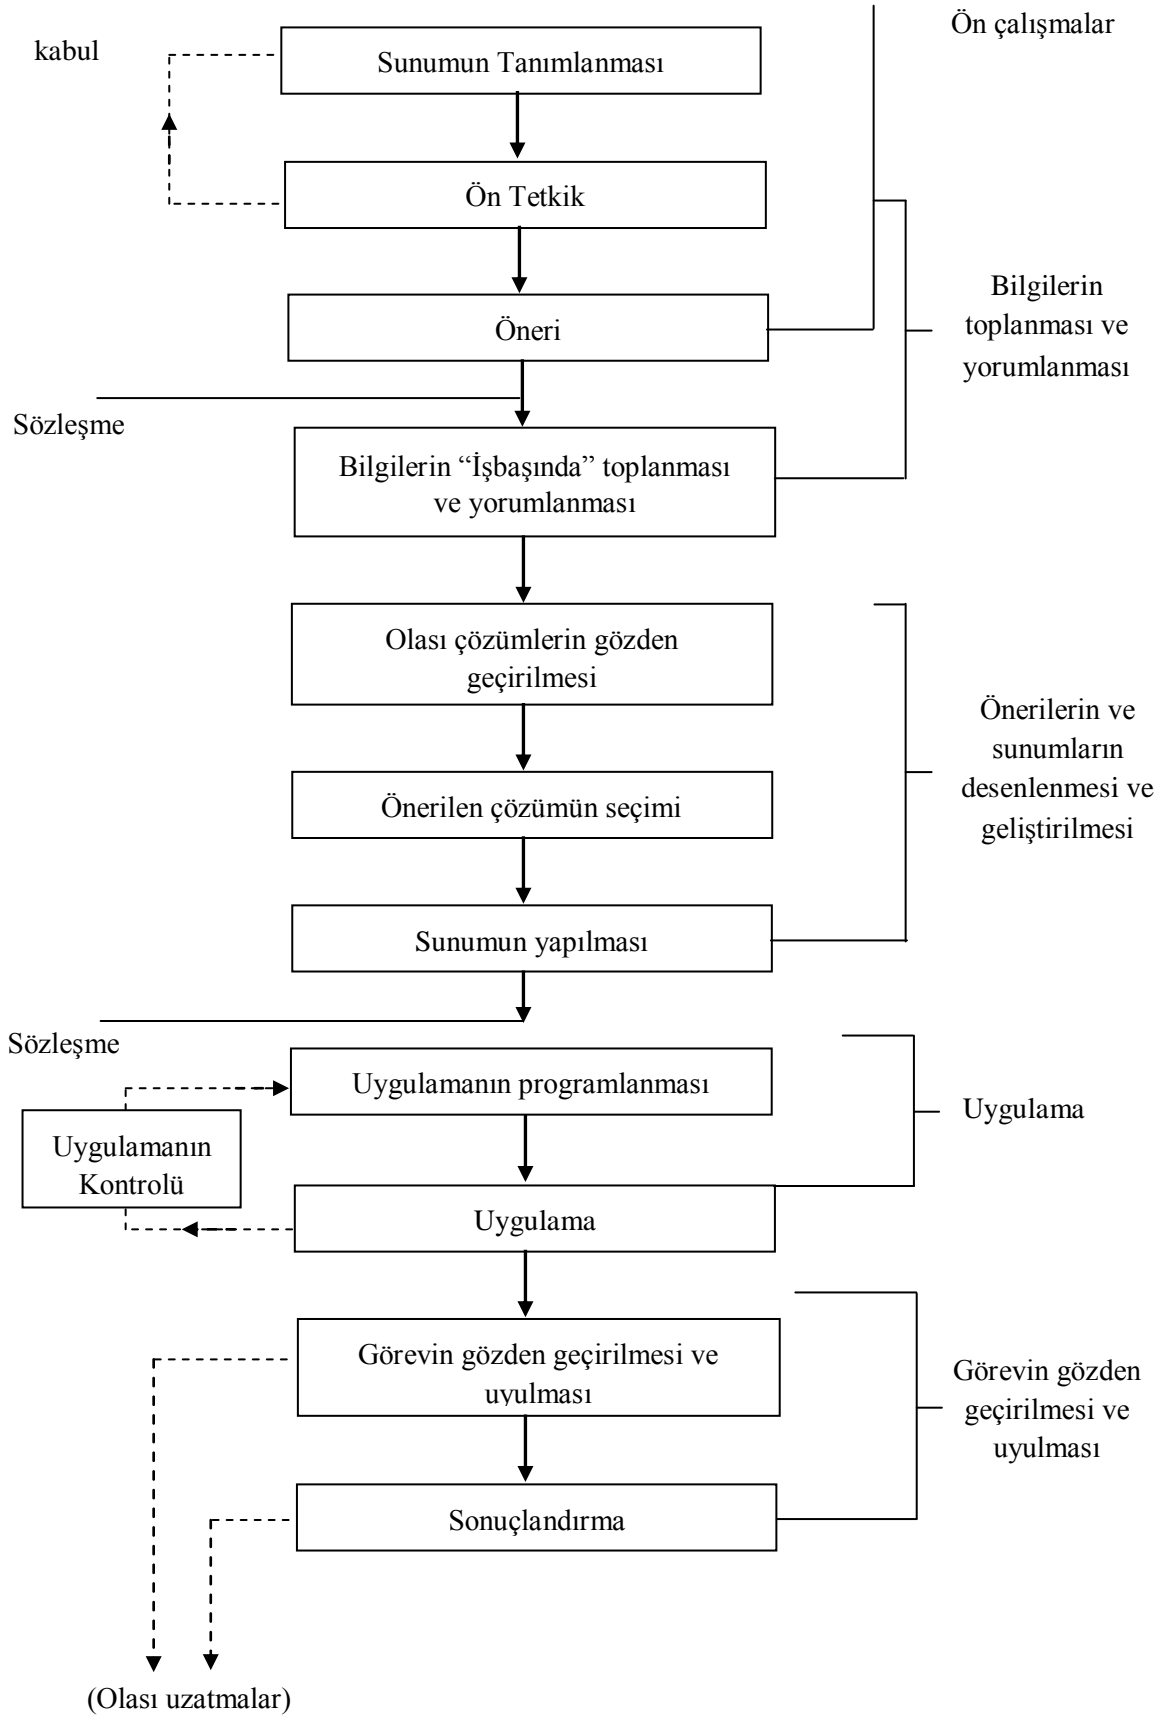 Ön çalışmalar
kabul
Sunumun Tanımlanması
Ön Tetkik
Öneri
Bilgilerin
toplanması ve
yorumlanması
Sözleşme
Bilgilerin “İşbaşında” toplanması
ve yorumlanması
Olası çözümlerin gözden
geçirilmesi
Önerilen çözümün seçimi
Önerilerin ve
sunumların
desenlenmesi ve
geliştirilmesi
Sunumun yapılması
Sözleşme
Uygulamanın programlanması
Uygulama
Uygulamanın
Kontrolü
Uygulama
Görevin gözden geçirilmesi ve
uyulması
Görevin gözden
geçirilmesi ve
uyulması
Sonuçlandırma
(Olası uzatmalar)